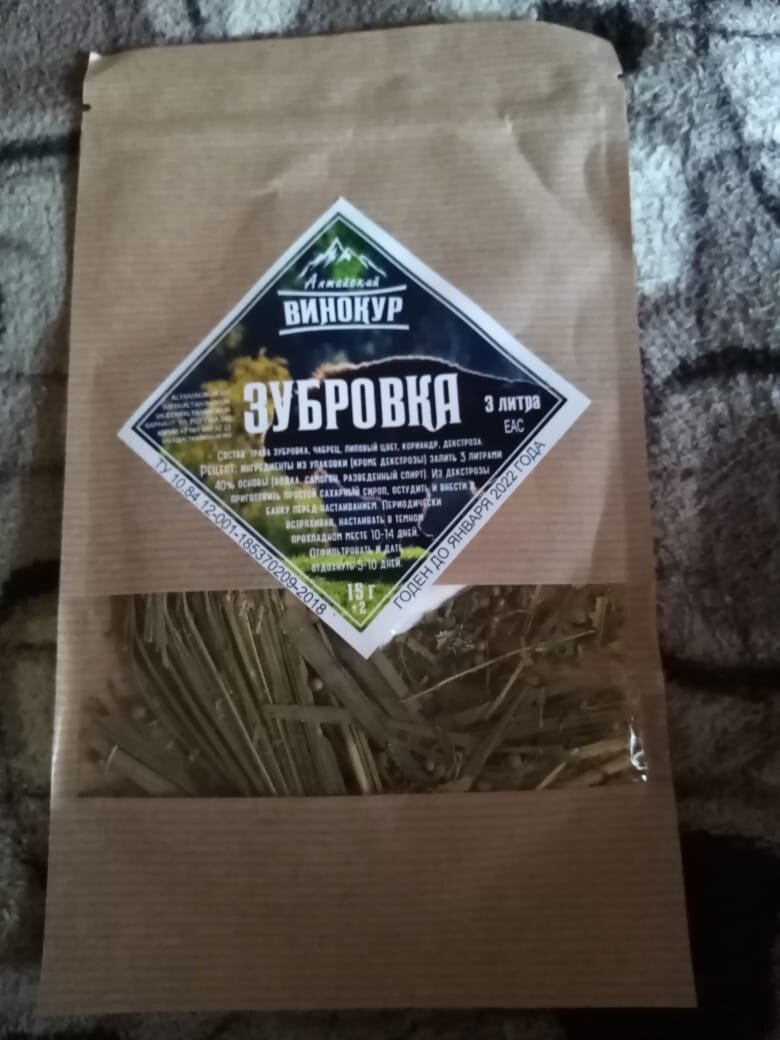 Алтайский
ВИНОКУР
ЗУБРОВКА
3 литра
EAC
Состав: трава зубровка, чабрец, липовый цвет, кориандр, декстроза.
Рецепт: ингредиенты из упаковки (кроме декстрозы) залить 3 литрами
40% основы (водка, самогон, разведенный спирт). Из декстрозы
приготовить простой сахарный сироп, остудить и внести в
банку перед настаиванием. Периодически
встряхивая, настаивать в темном
прохладном месте 10-14 дней.
Отфильтровать и дать
отдохнуть 5-10 дней.
15 г
±2
ТУ 10.84.12-001-185370209-2018
ГОДЕН ДО ЯНВАРЯ 2022 ГОДА